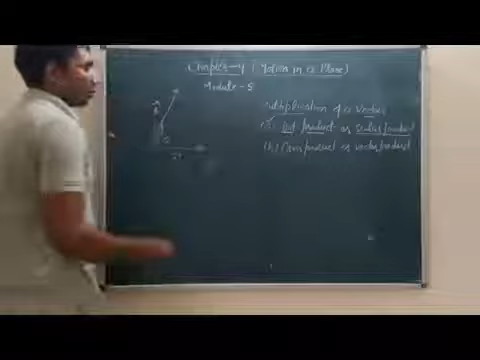 Chapter-4 (Motion in a Plane)
Module-5
Multiplication of a Vectors
(a) Dot product or Scalar product
(b) Cross product or vector product